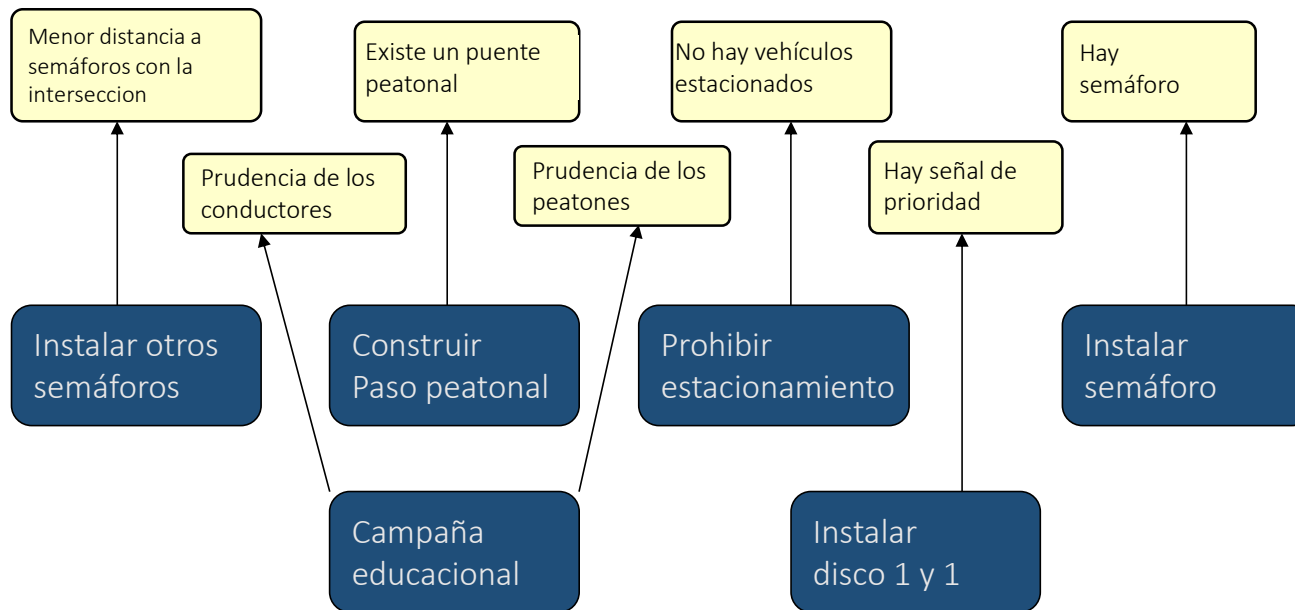 Menor distancia a
semáforos con la
interseccion
Existe un puente
peatonal
No hay vehículos
estacionados
Hay
semáforo
Prudencia de los
conductores
Prudencia de los
peatones
Hay señal de
prioridad
Instalar otros
semáforos
Construir
Paso peatonal
Prohibir
estacionamiento
Instalar
semáforo
Campaña
educacional
Instalar
disco 1 y 1